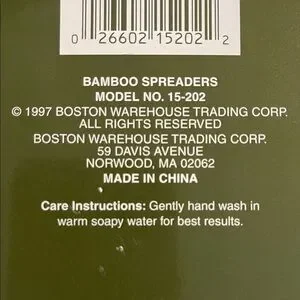 0 26602 15202 2
BAMBOO SPREADERS
MODEL NO. 15-202
© 1997 BOSTON WAREHOUSE TRADING CORP.
ALL RIGHTS RESERVED
BOSTON WAREHOUSE TRADING CORP.
59 DAVIS AVENUE
NORWOOD, MA 02062
MADE IN CHINA
Care Instructions: Gently hand wash in
warm soapy water for best results.